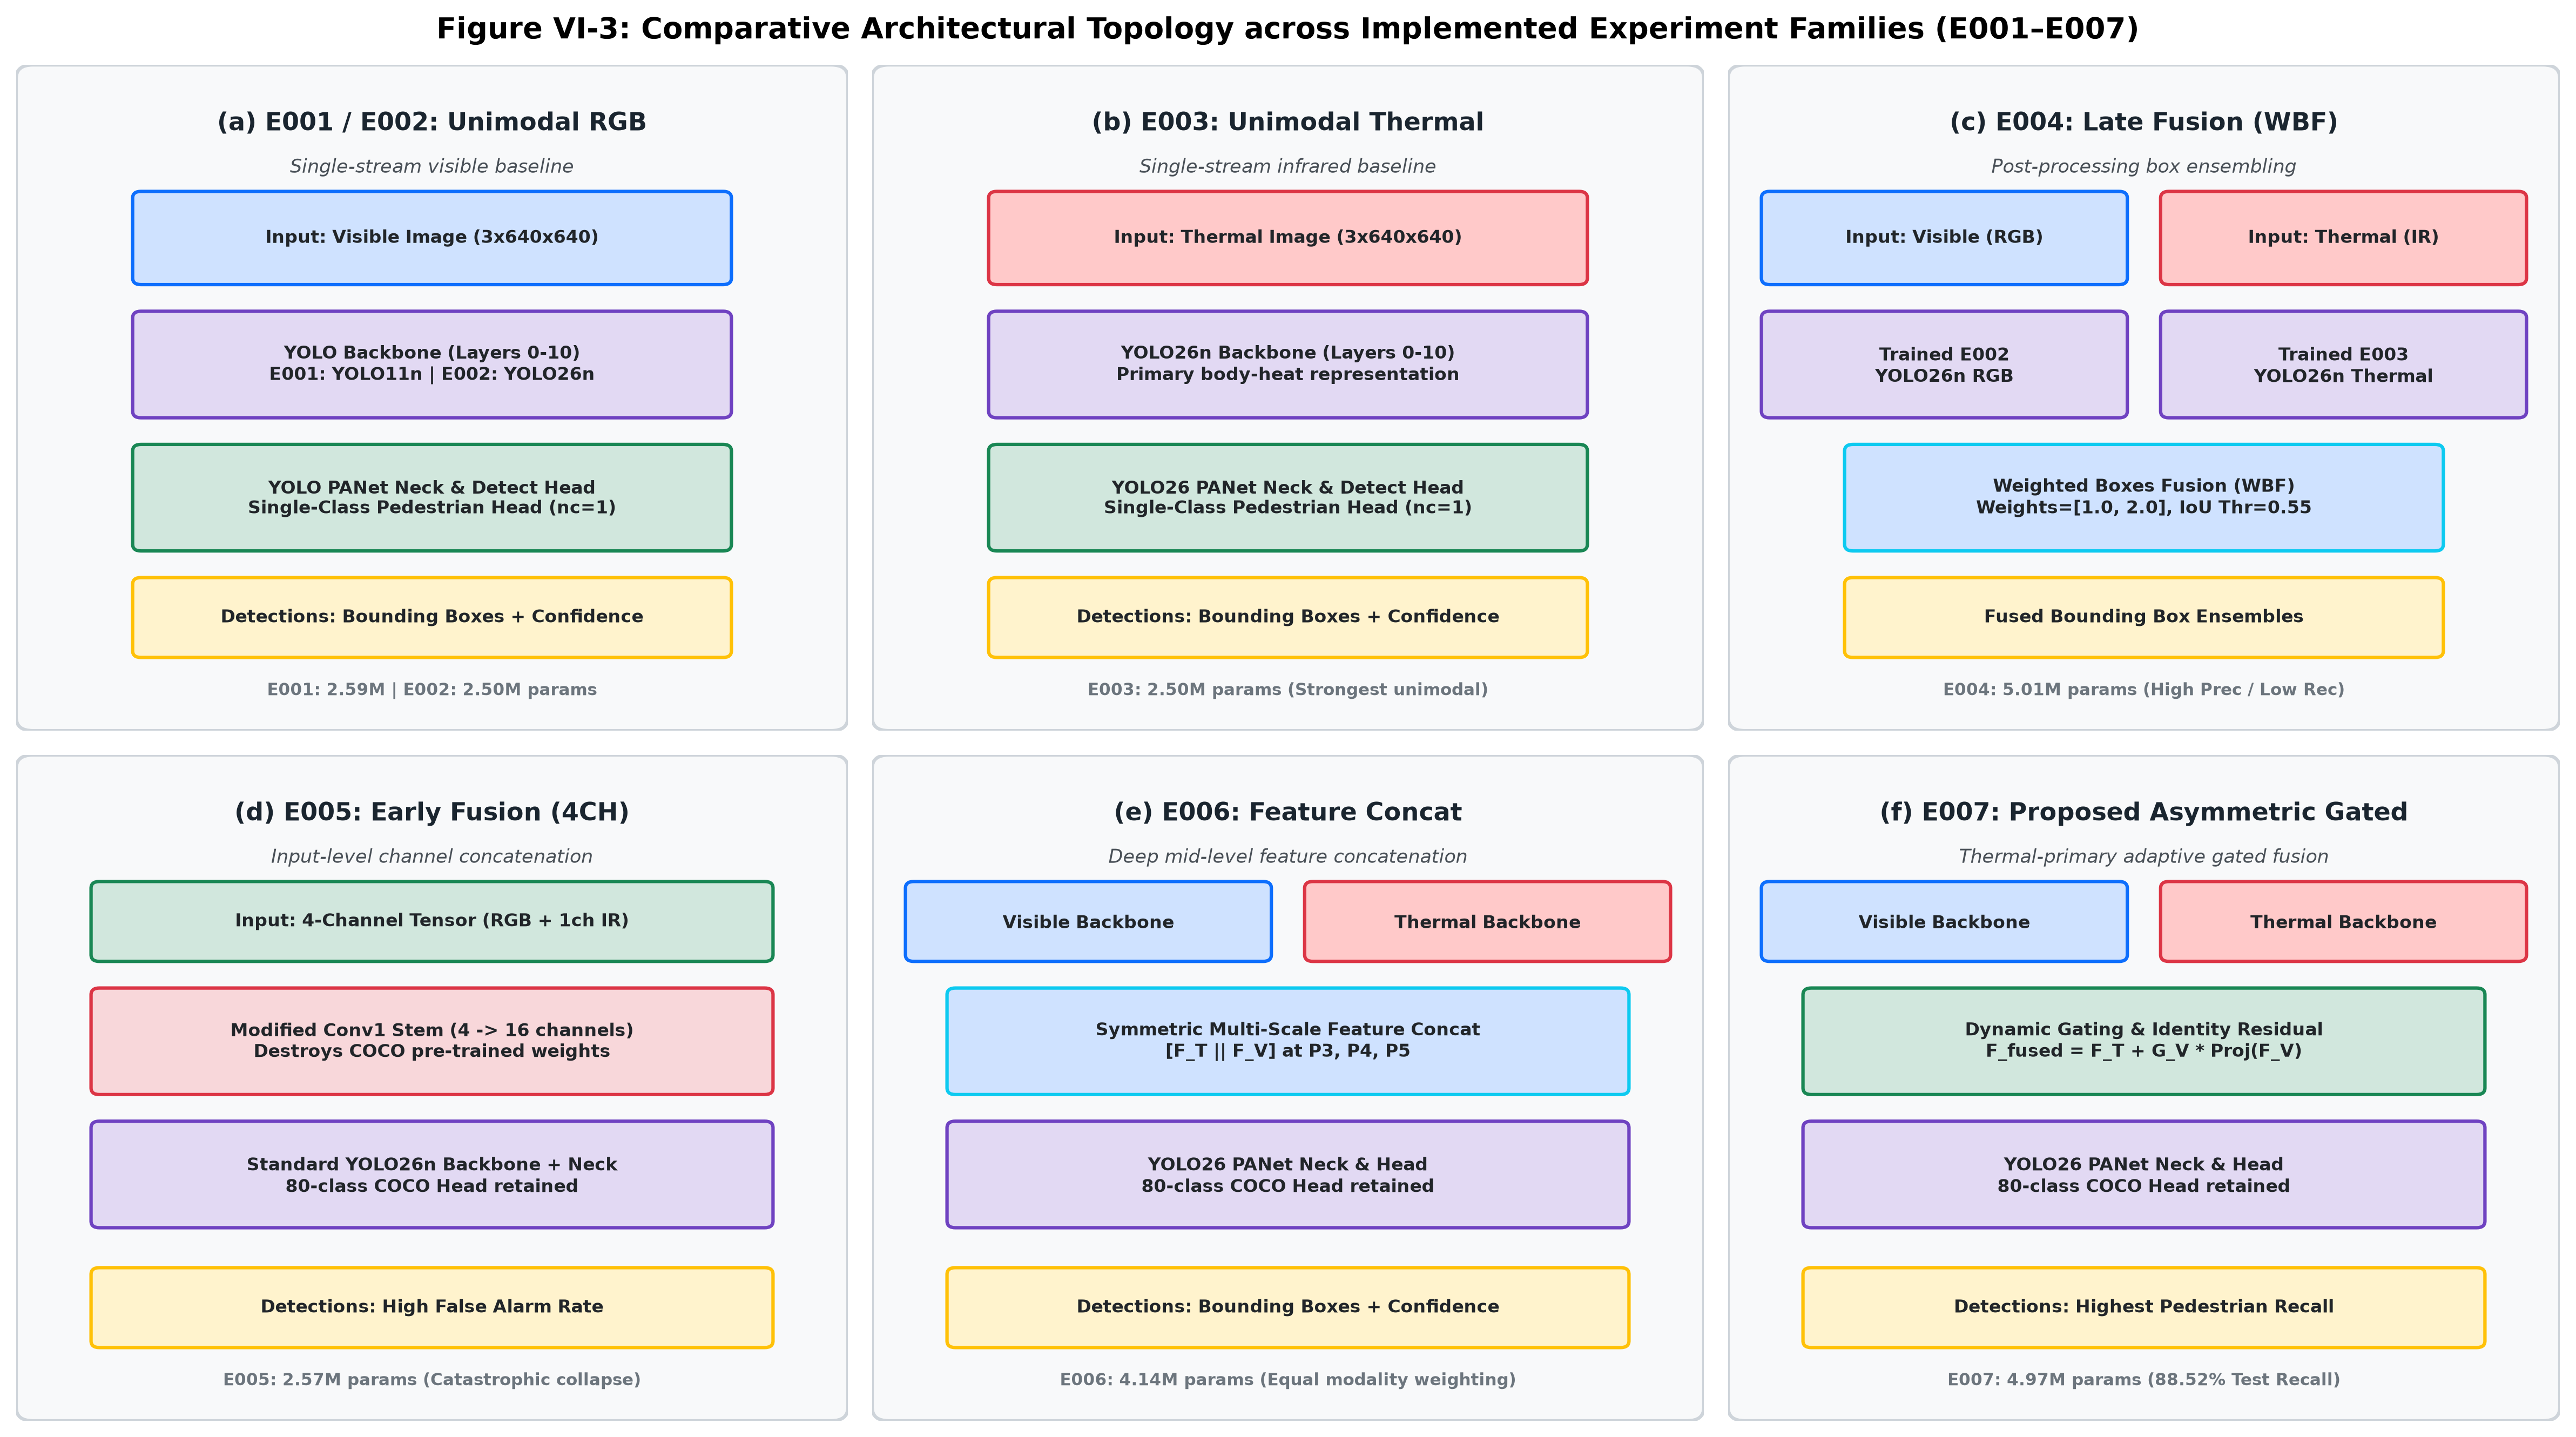 Figure VI-3: Comparative Architectural Topology across Implemented Experiment Families (E001–E007)
(a) E001 / E002: Unimodal RGB
Single-stream visible baseline
Input: Visible Image (3x640x640)
YOLO Backbone (Layers 0-10)
E001: YOLO11n | E002: YOLO26n
YOLO PANet Neck & Detect Head
Single-Class Pedestrian Head (nc=1)
Detections: Bounding Boxes + Confidence
E001: 2.59M | E002: 2.50M params
(b) E003: Unimodal Thermal
Single-stream infrared baseline
Input: Thermal Image (3x640x640)
YOLO26n Backbone (Layers 0-10)
Primary body-heat representation
YOLO26 PANet Neck & Detect Head
Single-Class Pedestrian Head (nc=1)
Detections: Bounding Boxes + Confidence
E003: 2.50M params (Strongest unimodal)
(c) E004: Late Fusion (WBF)
Post-processing box ensembling
Input: Visible (RGB)
Input: Thermal (IR)
Trained E002
YOLO26n RGB
Trained E003
YOLO26n Thermal
Weighted Boxes Fusion (WBF)
Weights=[1.0, 2.0], IoU Thr=0.55
Fused Bounding Box Ensembles
E004: 5.01M params (High Prec / Low Rec)
(d) E005: Early Fusion (4CH)
Input-level channel concatenation
Input: 4-Channel Tensor (RGB + 1ch IR)
Modified Conv1 Stem (4 -> 16 channels)
Destroys COCO pre-trained weights
Standard YOLO26n Backbone + Neck
80-class COCO Head retained
Detections: High False Alarm Rate
E005: 2.57M params (Catastrophic collapse)
(e) E006: Feature Concat
Deep mid-level feature concatenation
Visible Backbone
Thermal Backbone
Symmetric Multi-Scale Feature Concat
[F_T || F_V] at P3, P4, P5
YOLO26 PANet Neck & Head
80-class COCO Head retained
Detections: Bounding Boxes + Confidence
E006: 4.14M params (Equal modality weighting)
(f) E007: Proposed Asymmetric Gated
Thermal-primary adaptive gated fusion
Visible Backbone
Thermal Backbone
Dynamic Gating & Identity Residual
F_fused = F_T + G_V * Proj(F_V)
YOLO26 PANet Neck & Head
80-class COCO Head retained
Detections: Highest Pedestrian Recall
E007: 4.97M params (88.52% Test Recall)